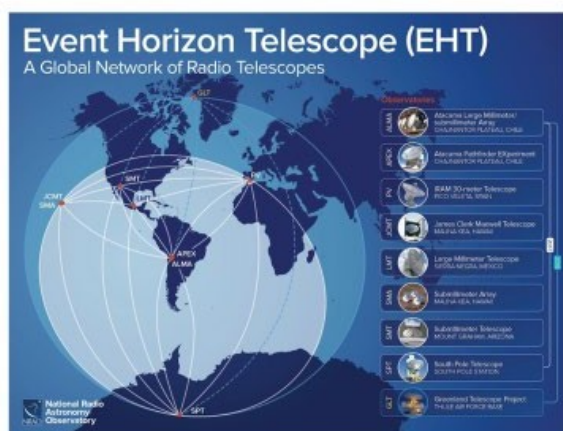 Event Horizon Telescope (EHT)
A Global Network of Radio Telescopes
GLT
Observatories
ALMA
Atacama Large Millimeter/
submillimeter Array
CHAJNANTOR PLATEAU, CHILE
APEX
Atacama Pathfinder EXperiment
CHAJNANTOR PLATEAU, CHILE
PV
IRAM 30-meter Telescope
PICO VELETA, SPAIN
JCMT
James Clerk Maxwell Telescope
MAUNA KEA, HAWAII
LMT
Large Millimeter Telescope
SIERRA NEGRA, MEXICO
SMA
Submillimeter Array
MAUNA KEA, HAWAII
SMT
Submillimeter Telescope
MOUNT GRAHAM, ARIZONA
SPT
South Pole Telescope
SOUTH POLE STATION
GLT
Greenland Telescope Project
THULE AIR FORCE BASE
SMT
JCMT
SMA
LMT
APEX
ALMA
SPT
NRAO
National Radio
Astronomy
Observatory